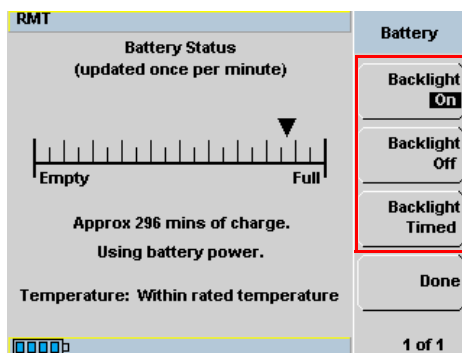 RMT
Battery Status
(updated once per minute)
Empty
Full
Approx 296 mins of charge.
Using battery power.
Temperature: Within rated temperature
Battery
Backlight
On
Backlight
Off
Backlight
Timed
Done
1 of 1